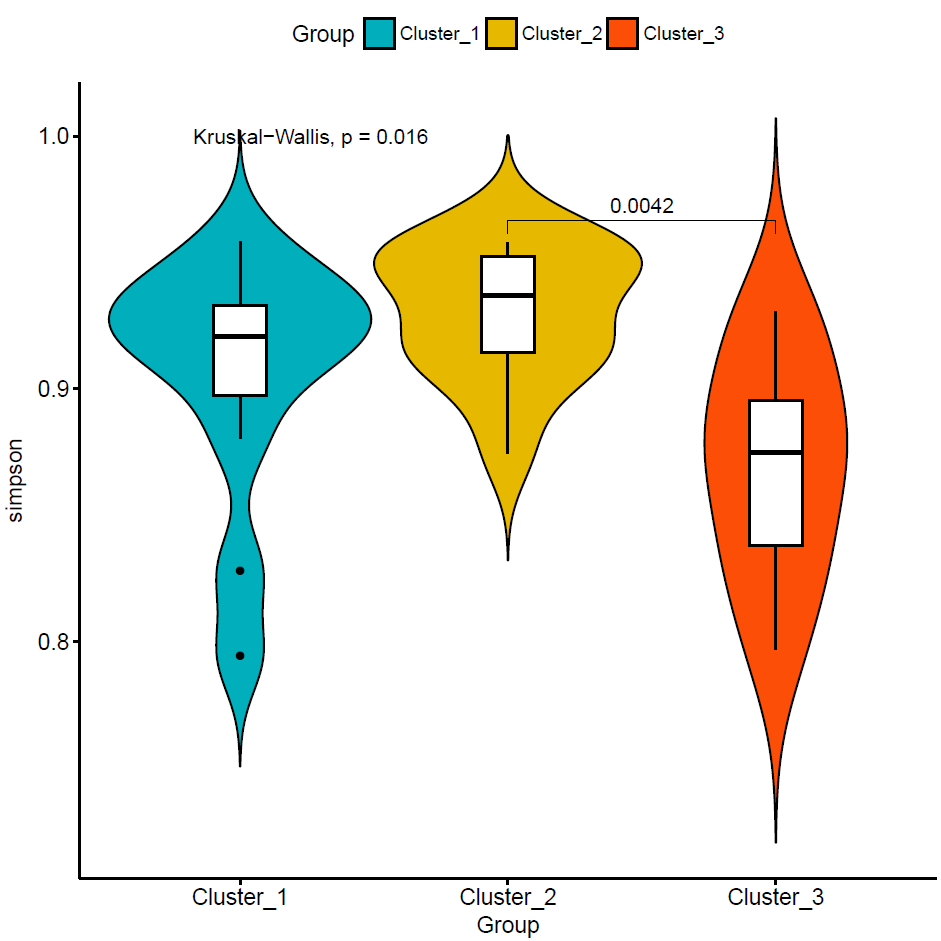 Group Cluster_1 Cluster_2 Cluster_3
Kruskal−Wallis, p = 0.016
0.0042
1.0
0.9
0.8
simpson
Cluster_1 Cluster_2 Cluster_3
Group